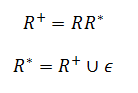 R⁺ = RR*
R* = R⁺ ∪ ϵ